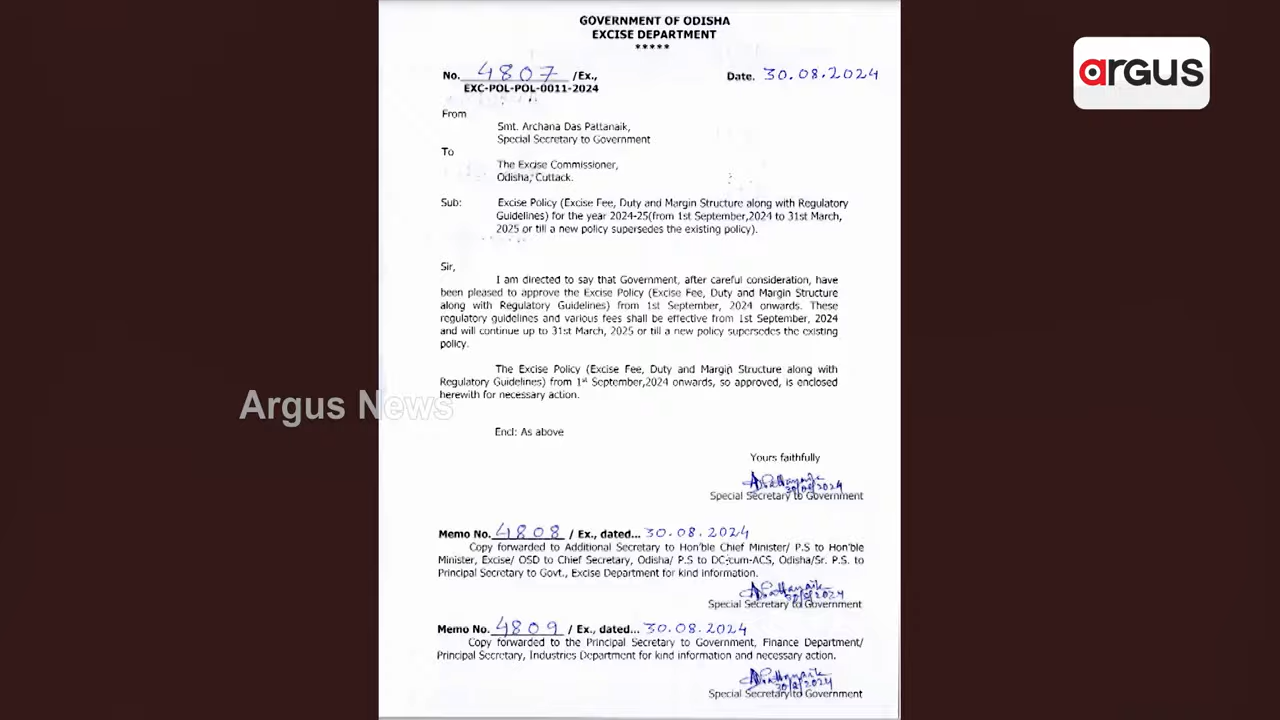 GOVERNMENT OF ODISHA
EXCISE DEPARTMENT
*****
argus
No. 4807 /Ex.,
Date. 30.08.2024
EXC-POL-POL-0011-2024
From
Smt. Archana Das Pattanaik,
Special Secretary to Government
To
The Excise Commissioner,
Odisha, Cuttack.
Sub: Excise Policy (Excise Fee, Duty and Margin Structure along with Regulatory
Guidelines) for the year 2024-25(from 1st September,2024 to 31st March,
2025 or till a new policy supersedes the existing policy).
Sir,
I am directed to say that Government, after careful consideration, have
been pleased to approve the Excise Policy (Excise Fee, Duty and Margin Structure
along with Regulatory Guidelines) from 1st September, 2024 onwards. These
regulatory guidelines and various fees shall be effective from 1st September, 2024
and will continue up to 31st March, 2025 or till a new policy supersedes the existing
policy.
The Excise Policy (Excise Fee, Duty and Margin Structure along with
Regulatory Guidelines) from 1st September,2024 onwards, so approved, is enclosed
herewith for necessary action.
Argus News
Encl: As above
Yours faithfully
30/08/2024
Special Secretary to Government
Memo No. 4808 / Ex., dated... 30.08.2024
Copy forwarded to Additional Secretary to Hon'ble Chief Minister/ P.S to Hon'ble
Minister, Excise/ OSD to Chief Secretary, Odisha/ P.S to DC-cum-ACS, Odisha/Sr. P.S. to
Principal Secretary to Govt., Excise Department for kind information.
30/8/2024
Special Secretary to Government
Memo No. 4809 / Ex., dated... 30.08.2024
Copy forwarded to the Principal Secretary to Government, Finance Department/
Principal Secretary, Industries Department for kind information and necessary action.
30/8/2024
Special Secretary to Government